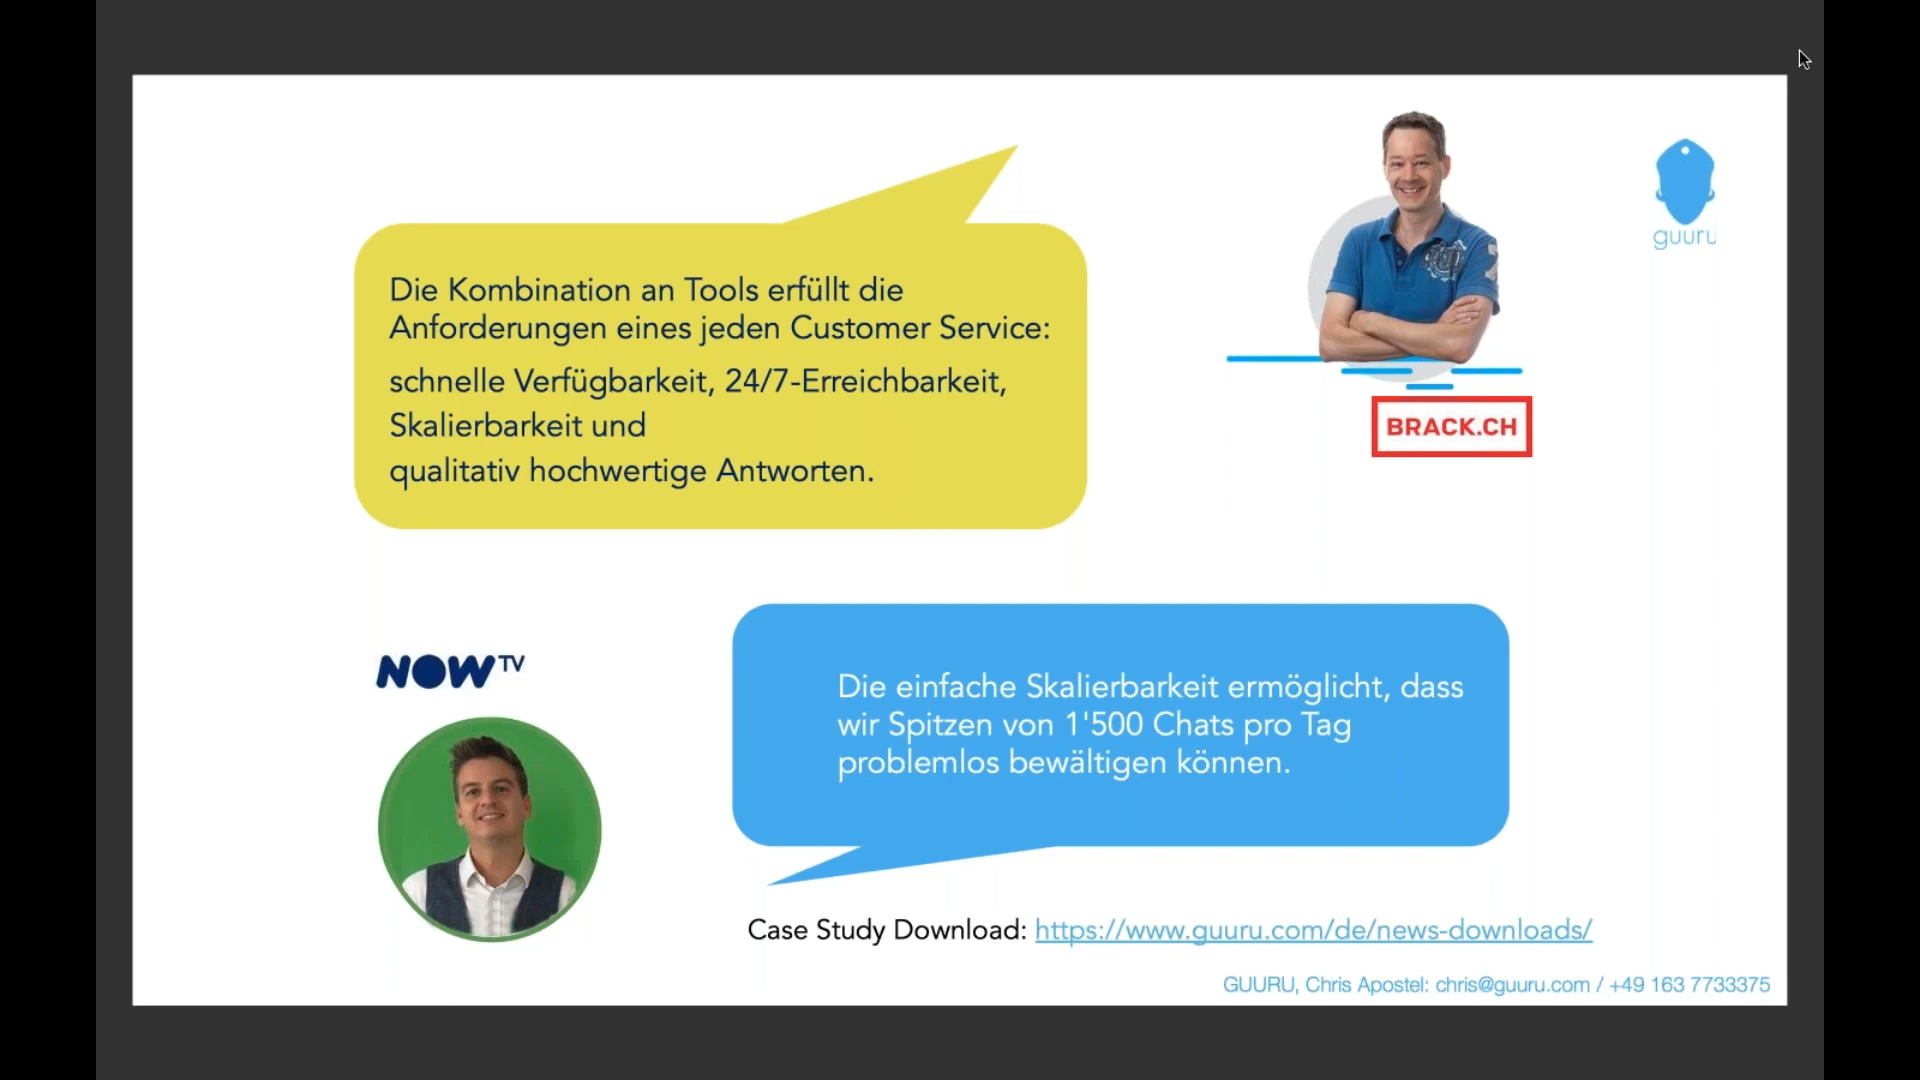 guuru
Die Kombination an Tools erfüllt die
Anforderungen eines jeden Customer Service:
schnelle Verfügbarkeit, 24/7-Erreichbarkeit,
Skalierbarkeit und
qualitativ hochwertige Antworten.
BRACK.CH
NOW TV
Die einfache Skalierbarkeit ermöglicht, dass
wir Spitzen von 1'500 Chats pro Tag
problemlos bewältigen können.
Case Study Download: https://www.guuru.com/de/news-downloads/
GUURU, Chris Apostel: chris@guuru.com / +49 163 7733375